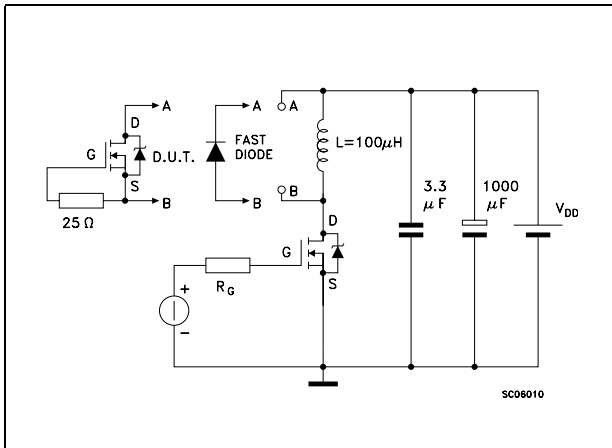 A
A
A
D
G
D.U.T.
FAST
DIODE
L=100μH
S
B
B
B
25 Ω
3.3
μF
1000
μF
VDD
D
G
S
RG
+
−
SC06010